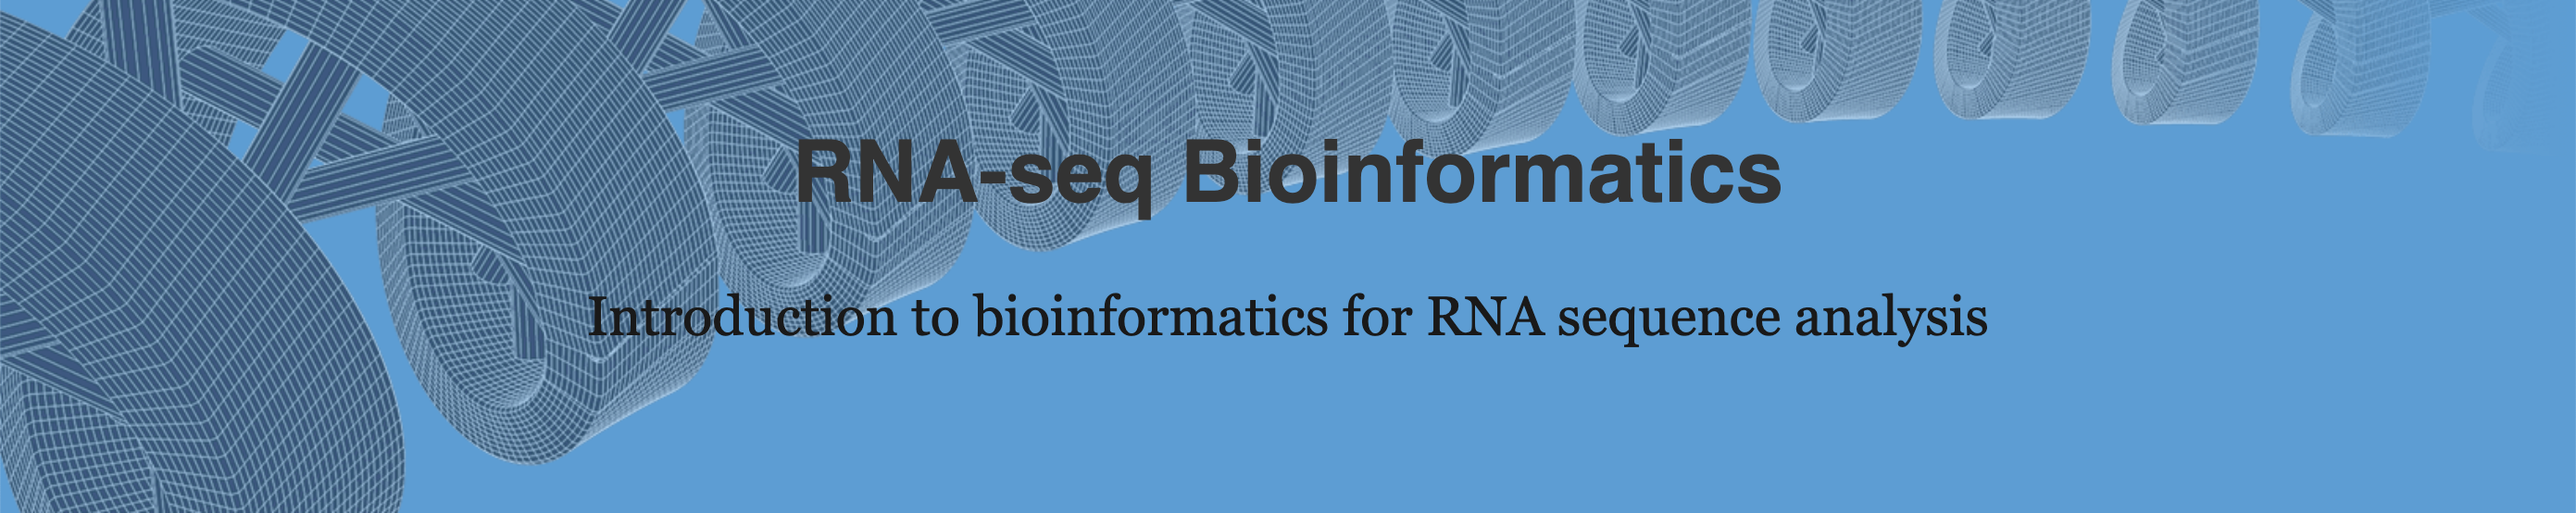 RNA-seq Bioinformatics
Introduction to bioinformatics for RNA sequence analysis